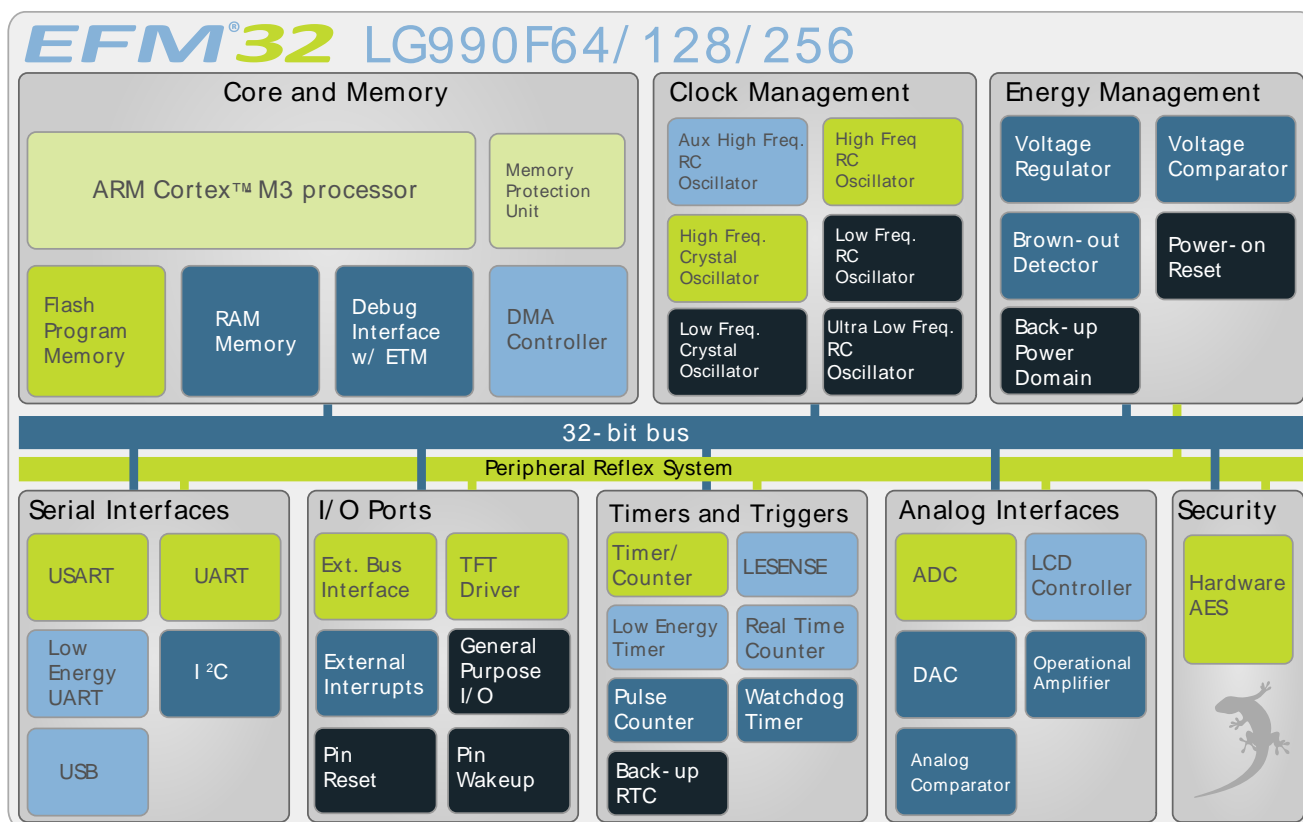 EFM®32 LG990F64/128/256
Core and Memory
ARM Cortex™ M3 processor
Memory
Protection
Unit
Flash
Program
Memory
RAM
Memory
Debug
Interface
w/ ETM
DMA
Controller
Clock Management
Aux High Freq.
RC
Oscillator
High Freq
RC
Oscillator
High Freq.
Crystal
Oscillator
Low Freq.
RC
Oscillator
Low Freq.
Crystal
Oscillator
Ultra Low Freq.
RC
Oscillator
Energy Management
Voltage
Regulator
Voltage
Comparator
Brown-out
Detector
Power-on
Reset
Back-up
Power
Domain
32-bit bus
Peripheral Reflex System
Serial Interfaces
USART
UART
Low
Energy
UART
I²C
USB
I/O Ports
Ext. Bus
Interface
TFT
Driver
External
Interrupts
General
Purpose
I/O
Pin
Reset
Pin
Wakeup
Timers and Triggers
Timer/
Counter
LESENSE
Low Energy
Timer
Real Time
Counter
Pulse
Counter
Watchdog
Timer
Back-up
RTC
Analog Interfaces
ADC
LCD
Controller
DAC
Operational
Amplifier
Analog
Comparator
Security
Hardware
AES